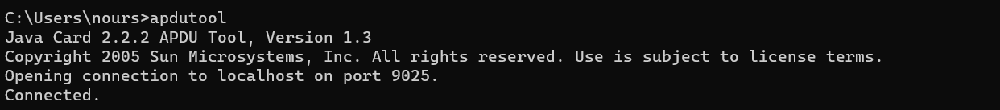 C:\Users\nours>apdutool
Java Card 2.2.2 APDU Tool, Version 1.3
Copyright 2005 Sun Microsystems, Inc. All rights reserved. Use is subject to license terms.
Opening connection to localhost on port 9025.
Connected.